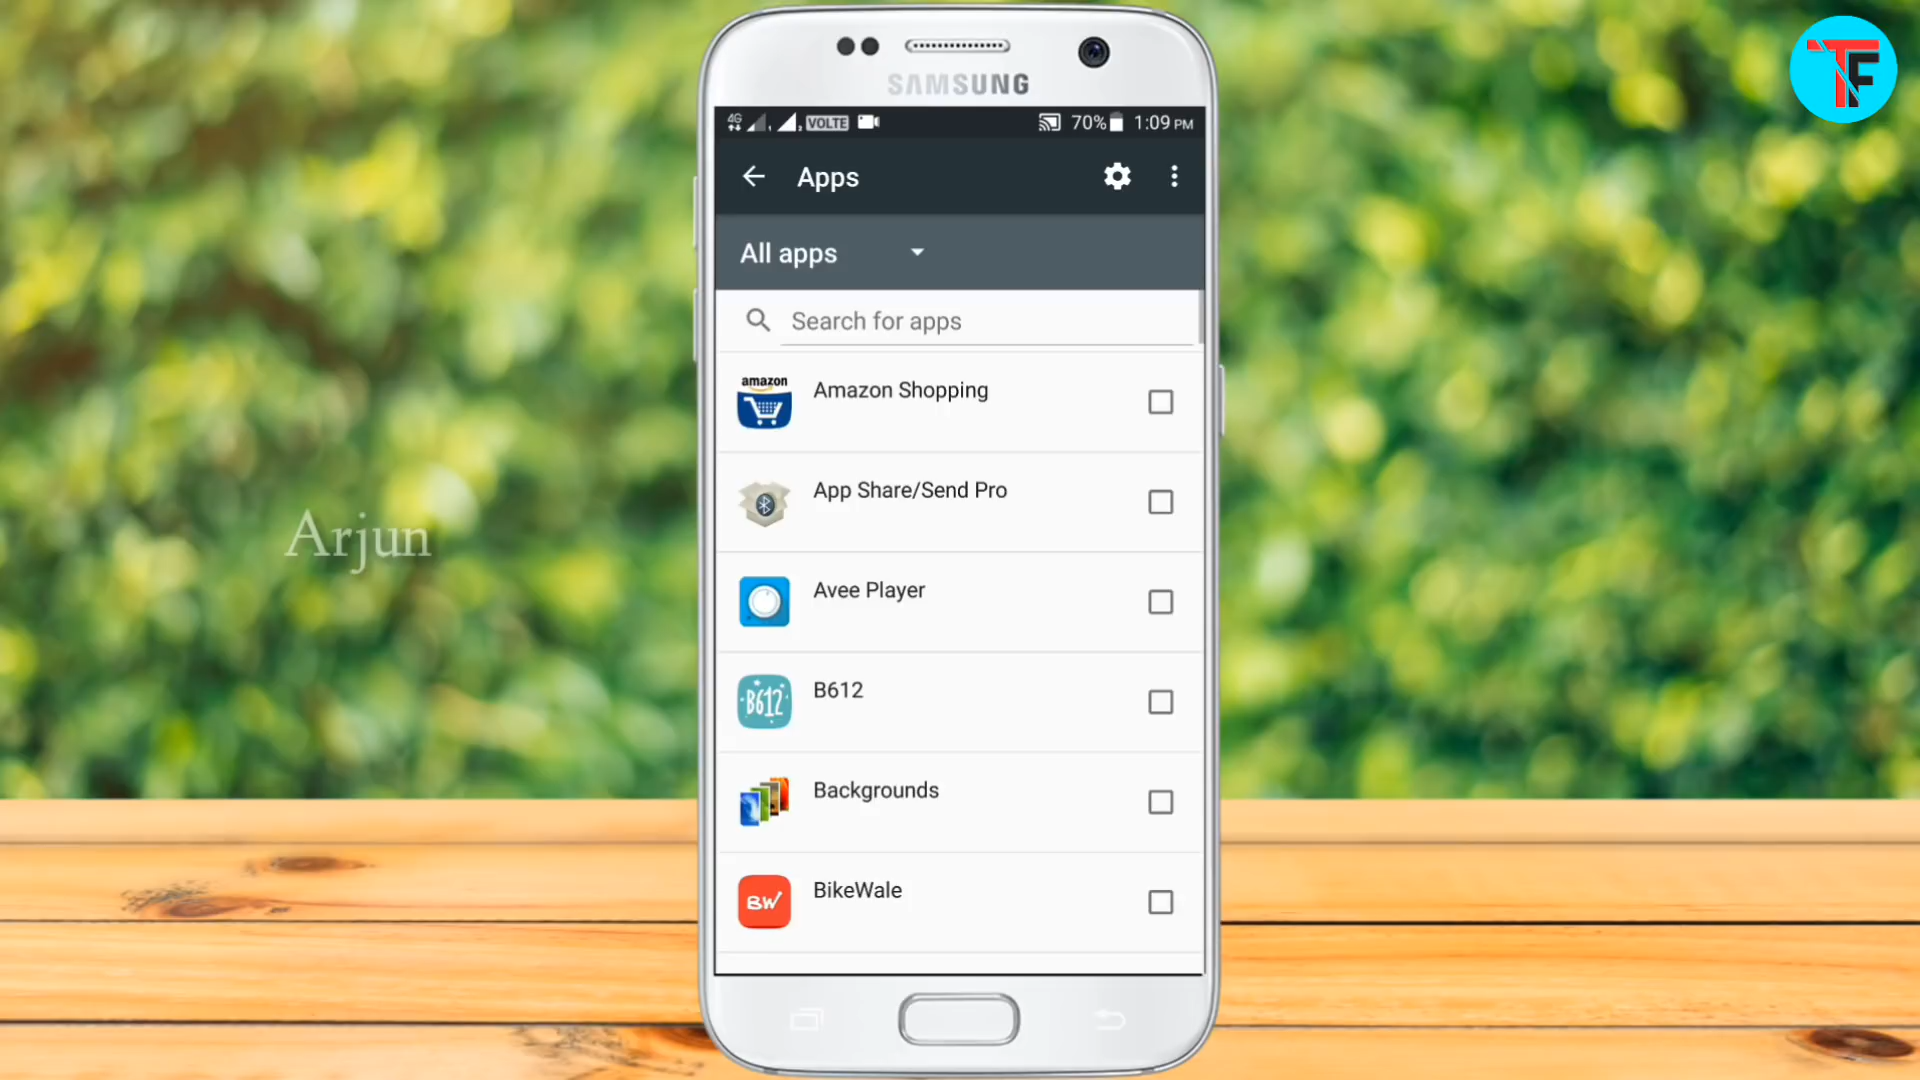 TF
SAMSUNG
4G VOLTE 70% 1:09 PM
Apps
All apps
Search for apps
amazon
Amazon Shopping
App Share/Send Pro
Avee Player
B612
B612
Backgrounds
BW
BikeWale
Arjun